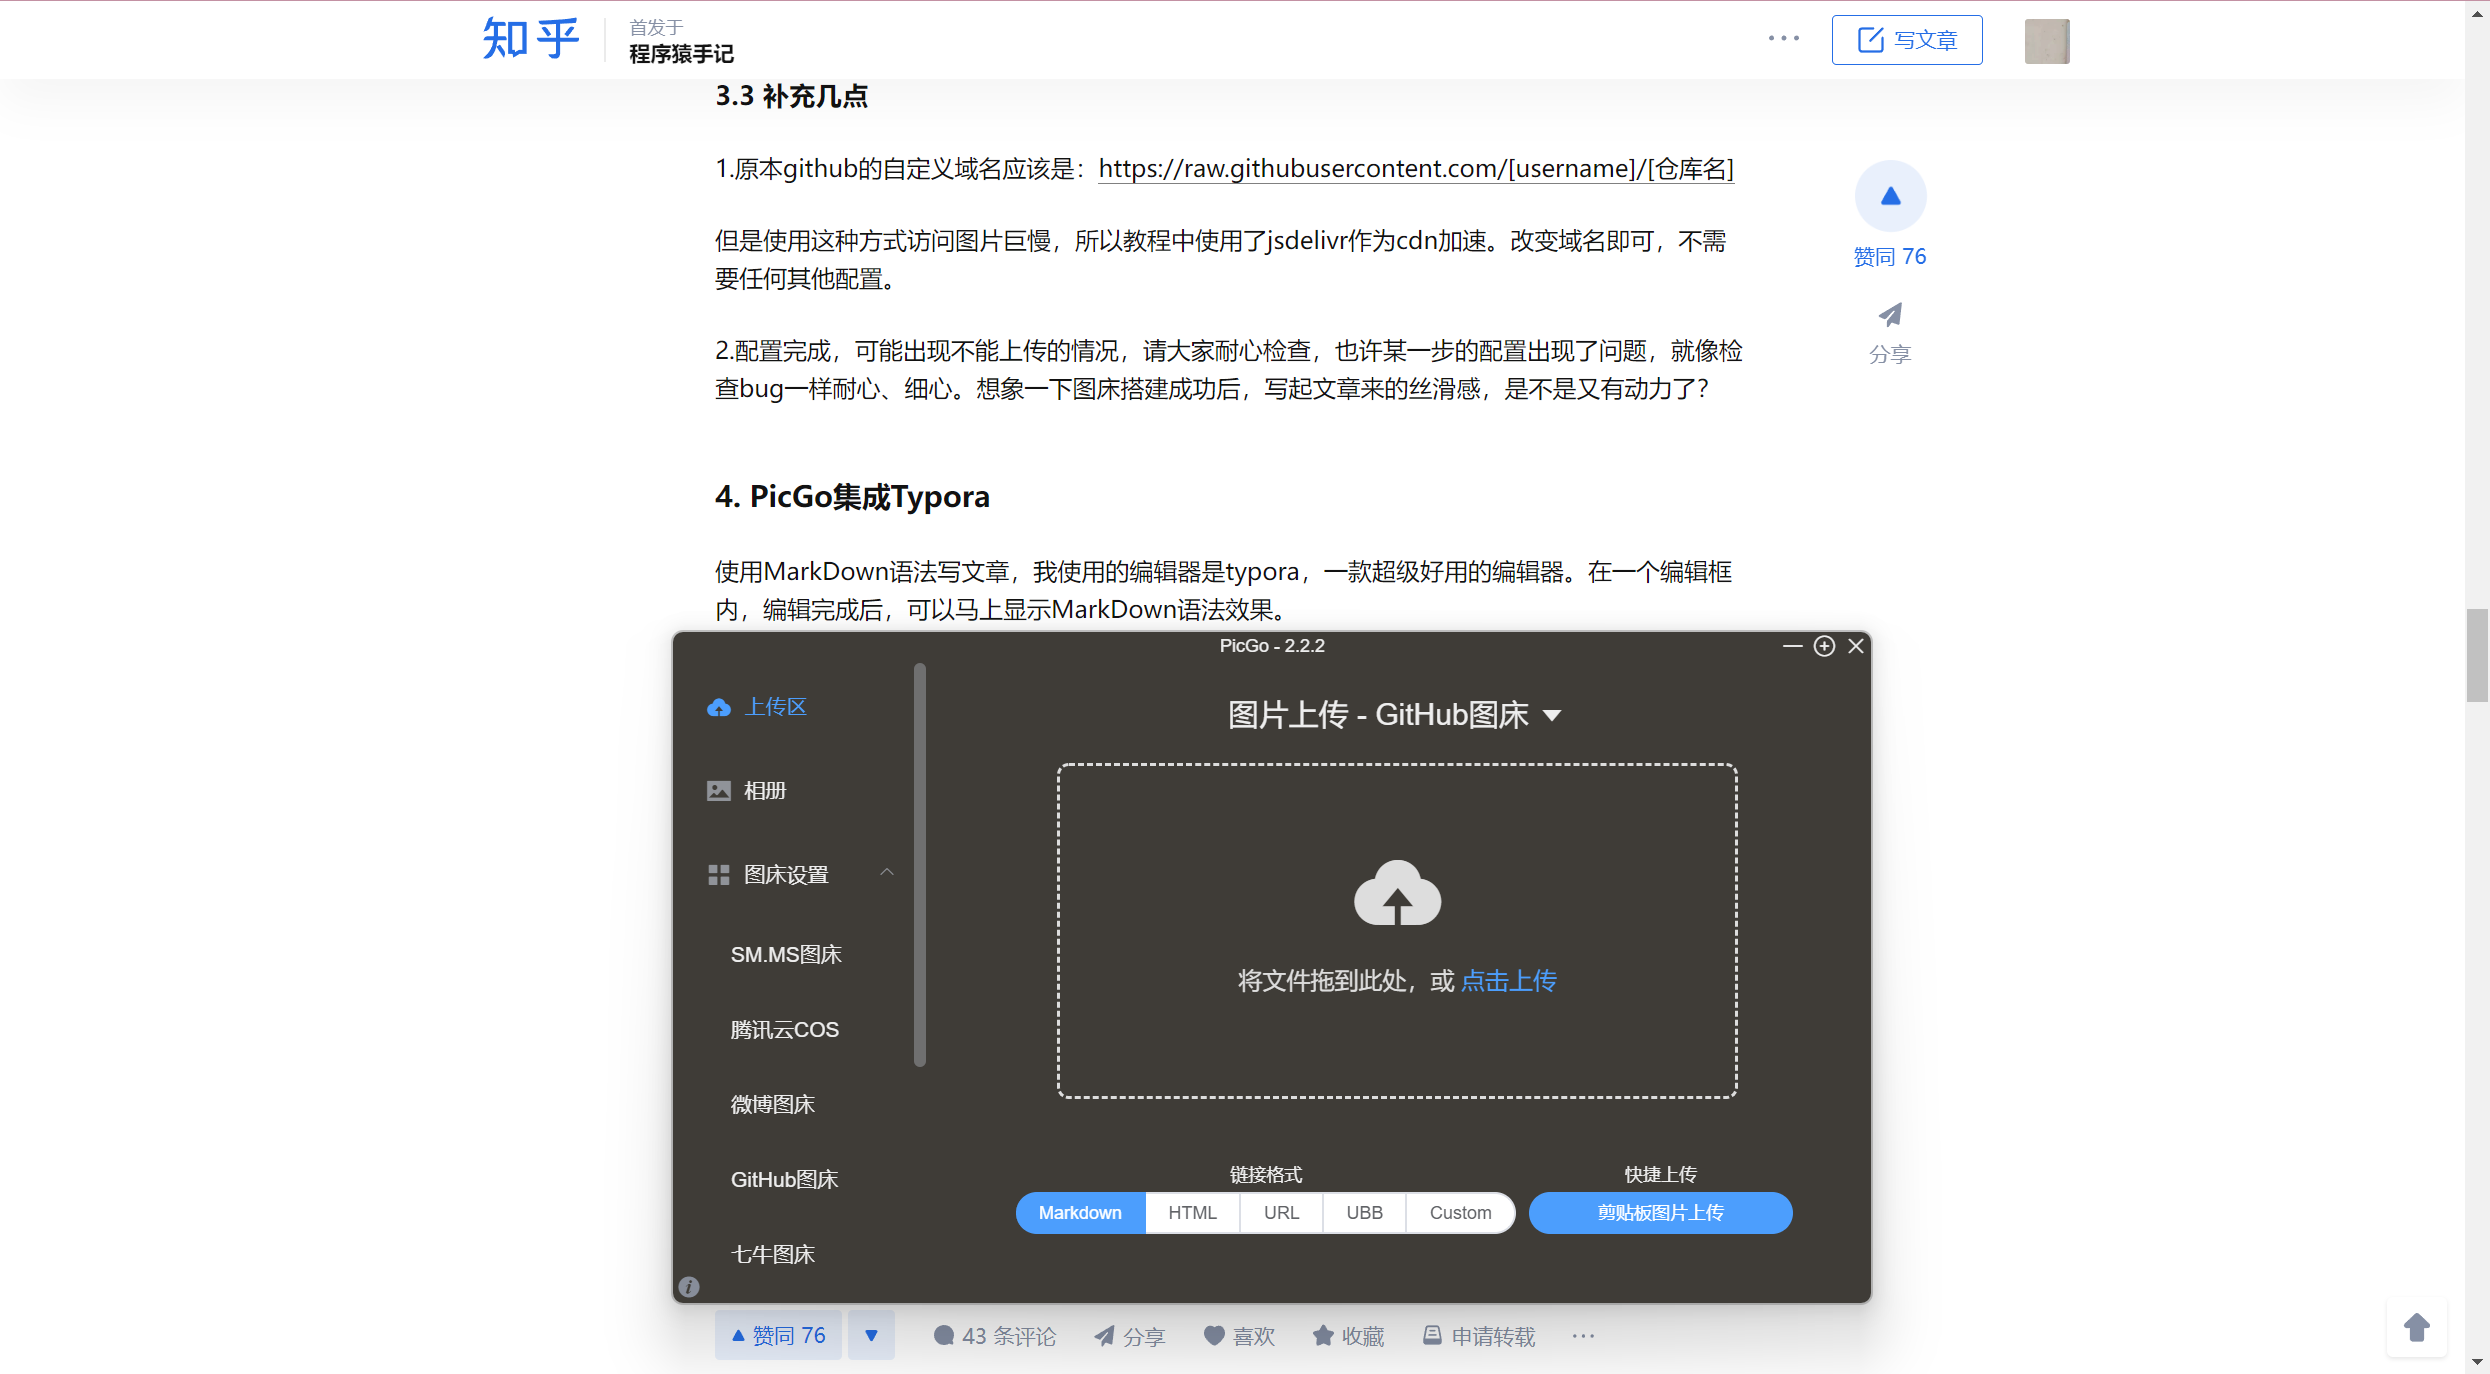 知乎
首发于
程序猿手记
写文章
3.3 补充几点
1.原本github的自定义域名应该是：https://raw.githubusercontent.com/[username]/[仓库名]
但是使用这种方式访问图片巨慢，所以教程中使用了jsdelivr作为cdn加速。改变域名即可，不需
要任何其他配置。
2.配置完成，可能出现不能上传的情况，请大家耐心检查，也许某一步的配置出现了问题，就像检
查bug一样耐心、细心。想象一下图床搭建成功后，写起文章来的丝滑感，是不是又有动力了？
赞同 76
分享
4. PicGo集成Typora
使用MarkDown语法写文章，我使用的编辑器是typora，一款超级好用的编辑器。在一个编辑框
内，编辑完成后，可以马上显示MarkDown语法效果。
PicGo - 2.2.2
上传区
相册
图床设置
SM.MS图床
腾讯云COS
微博图床
GitHub图床
七牛图床
图片上传 - GitHub图床
将文件拖到此处，或 点击上传
链接格式
快捷上传
Markdown HTML URL UBB Custom
剪贴板图片上传
赞同 76 43 条评论 分享 喜欢 收藏 申请转载